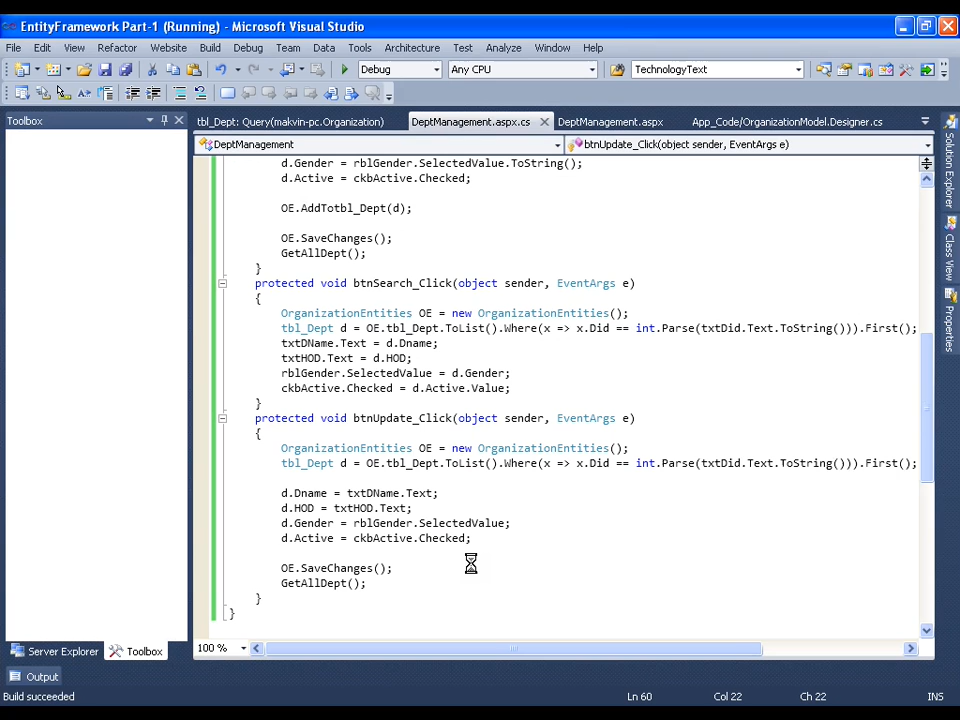 EntityFramework Part-1 (Running) - Microsoft Visual Studio
File Edit View Refactor Website Build Debug Team Data Tools Architecture Test Analyze Window Help
Debug Any CPU TechnologyText
Toolbox
tbl_Dept: Query(makvin-pc.Organization) DeptManagement.aspx.cs DeptManagement.aspx App_Code/OrganizationModel.Designer.cs
DeptManagement btnUpdate_Click(object sender, EventArgs e)
d.Gender = rblGender.SelectedValue.ToString();
d.Active = ckbActive.Checked;
OE.AddTotbl_Dept(d);
OE.SaveChanges();
GetAllDept();
}
protected void btnSearch_Click(object sender, EventArgs e)
{
OrganizationEntities OE = new OrganizationEntities();
tbl_Dept d = OE.tbl_Dept.ToList().Where(x => x.Did == int.Parse(txtDid.Text.ToString())).First();
txtDName.Text = d.Dname;
txtHOD.Text = d.HOD;
rblGender.SelectedValue = d.Gender;
ckbActive.Checked = d.Active.Value;
}
protected void btnUpdate_Click(object sender, EventArgs e)
{
OrganizationEntities OE = new OrganizationEntities();
tbl_Dept d = OE.tbl_Dept.ToList().Where(x => x.Did == int.Parse(txtDid.Text.ToString())).First();
d.Dname = txtDName.Text;
d.HOD = txtHOD.Text;
d.Gender = rblGender.SelectedValue;
d.Active = ckbActive.Checked;
OE.SaveChanges();
GetAllDept();
}
}
Solution Explorer
Class View
Properties
100 %
Server Explorer Toolbox
Output
Build succeeded Ln 60 Col 22 Ch 22 INS